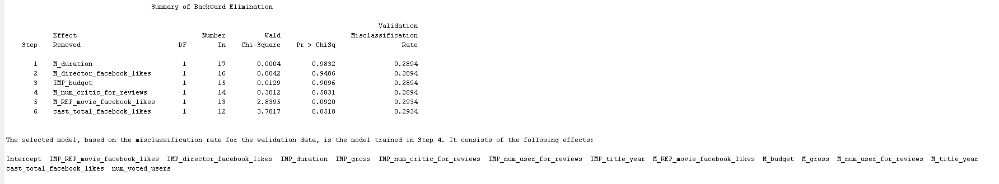 Summary of Backward Elimination
Validation
Effect Number Wald Misclassification
Step Removed DF In Chi-Square Pr > ChiSq Rate
1 M_duration 1 17 0.0004 0.9832 0.2894
2 M_director_facebook_likes 1 16 0.0042 0.9486 0.2894
3 IMP_budget 1 15 0.0129 0.9096 0.2894
4 M_num_critic_for_reviews 1 14 0.3012 0.5831 0.2894
5 M_REP_movie_facebook_likes 1 13 2.8395 0.0920 0.2934
6 cast_total_facebook_likes 1 12 3.7817 0.0518 0.2934
The selected model, based on the misclassification rate for the validation data, is the model trained in Step 4. It consists of the following effects:
Intercept IMP_REP_movie_facebook_likes IMP_director_facebook_likes IMP_duration IMP_gross IMP_num_critic_for_reviews IMP_num_user_for_reviews IMP_title_year M_REP_movie_facebook_likes M_budget M_gross M_num_user_for_reviews M_title_year
cast_total_facebook_likes num_voted_users